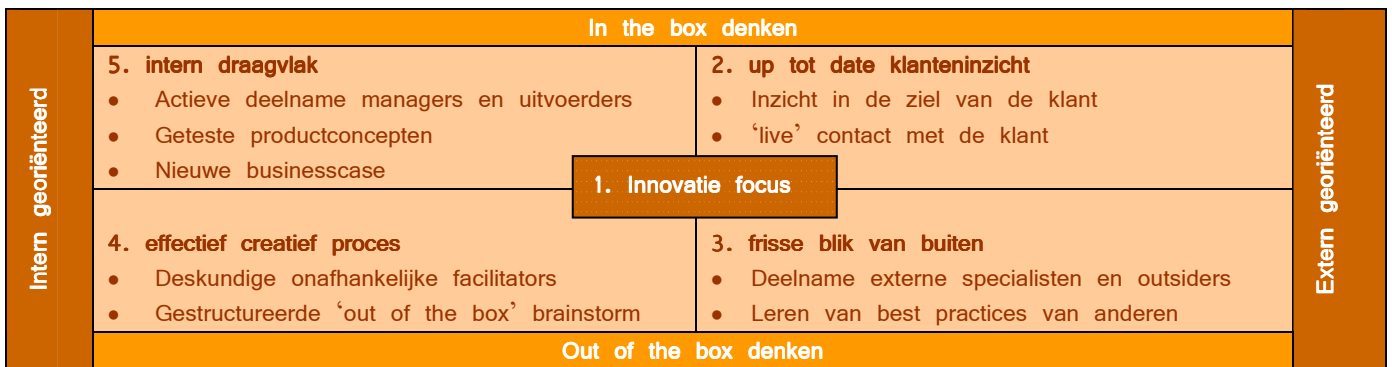 In the box denken
Intern georiënteerd
5. intern draagvlak
• Actieve deelname managers en uitvoerders
• Geteste productconcepten
• Nieuwe businesscase
2. up tot date klanteninzicht
• Inzicht in de ziel van de klant
• ‘live’ contact met de klant
Extern georiënteerd
1. Innovatie focus
4. effectief creatief proces
• Deskundige onafhankelijke facilitators
• Gestructureerde ‘out of the box’ brainstorm
3. frisse blik van buiten
• Deelname externe specialisten en outsiders
• Leren van best practices van anderen
Out of the box denken